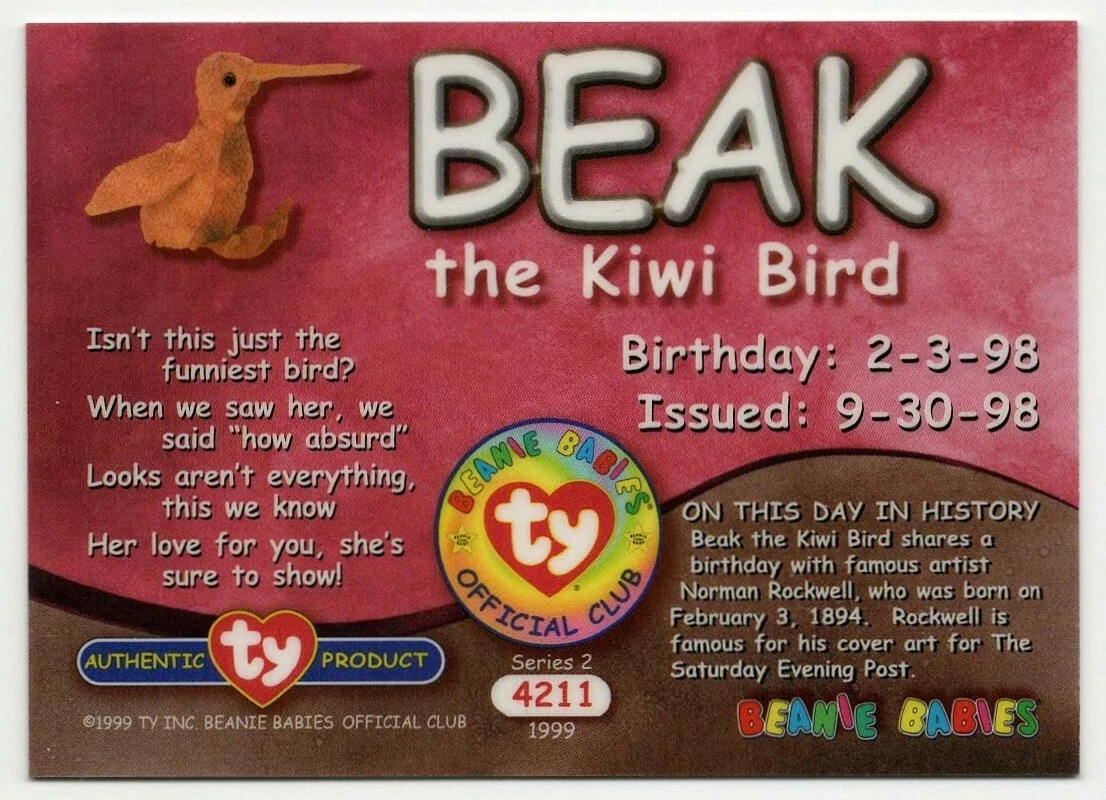 BEAK
the Kiwi Bird
Isn't this just the
funniest bird?
When we saw her, we
said "how absurd"
Looks aren't everything,
this we know
Her love for you, she's
sure to show!
Birthday: 2-3-98
Issued: 9-30-98
BEANIE BABIES®
ty®
OFFICIAL CLUB
ON THIS DAY IN HISTORY
Beak the Kiwi Bird shares a
birthday with famous artist
Norman Rockwell, who was born on
February 3, 1894. Rockwell is
famous for his cover art for The
Saturday Evening Post.
AUTHENTIC ty PRODUCT
©1999 TY INC. BEANIE BABIES OFFICIAL CLUB
Series 2
4211
1999
BEANIE BABIES